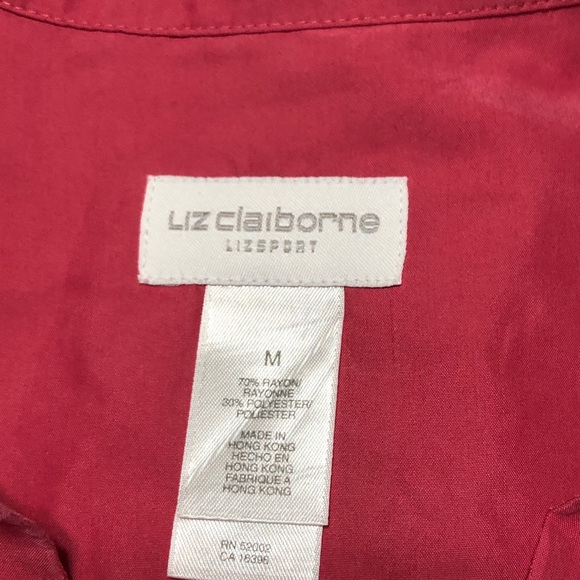 Liz claiborne
LIZSPORT
M
70% RAYON/
RAYONNE
30% POLYESTER/
POLIESTER
MADE IN
HONG KONG
HECHO EN
HONG KONG
FABRIQUE A
HONG KONG
RN 52002
CA 16396